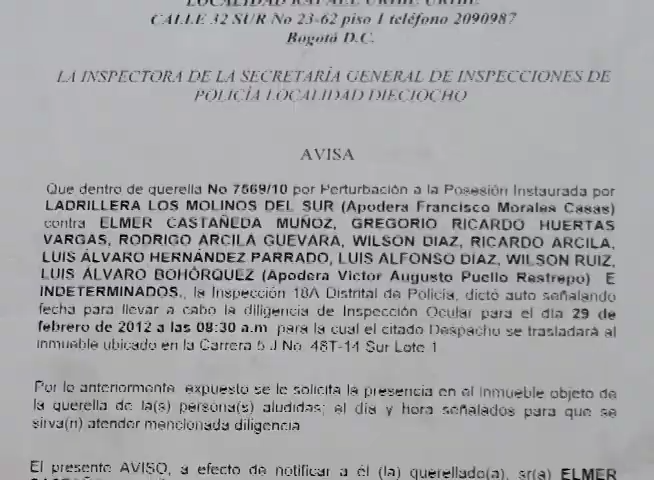 LOCALIDAD RAFAEL URIBE URIBE
CALLE 32 SUR No 23-62 piso 1 teléfono 2090987
Bogotá D.C.
LA INSPECTORA DE LA SECRETARÍA GENERAL DE INSPECCIONES DE
POLICÍA LOCALIDAD DIECIOCHO
AVISA
Que dentro de querella No 7569/10 por Perturbación a la Posesión Instaurada por
LADRILLERA LOS MOLINOS DEL SUR (Apodera Francisco Morales Casas)
contra ELMER CASTAÑEDA MUÑOZ, GREGORIO RICARDO HUERTAS
VARGAS, RODRIGO ARCILA GUEVARA, WILSON DIAZ, RICARDO ARCILA,
LUIS ÁLVARO HERNÁNDEZ PARRADO, LUIS ALFONSO DIAZ, WILSON RUIZ,
LUIS ÁLVARO BOHÓRQUEZ (Apodera Victor Augusto Puello Restrepo) E
INDETERMINADOS., la Inspección 18A Distrital de Policía, dictó auto señalando
fecha para llevar a cabo la diligencia de Inspección Ocular para el día 29 de
febrero de 2012 a las 08:30 a.m para la cual el citado Despacho se trasladará al
inmueble ubicado en la Carrera 5 J No. 48T-14 Sur Lote 1
Por lo anteriormente expuesto se le solicita la presencia en el inmueble objeto de
la querella de la(s) persona(s) aludidas; el día y hora señalados para que se
sirva(n) atender mencionada diligencia
El presente AVISO, a efecto de notificar a él (la) querellado(a), sr(a) ELMER